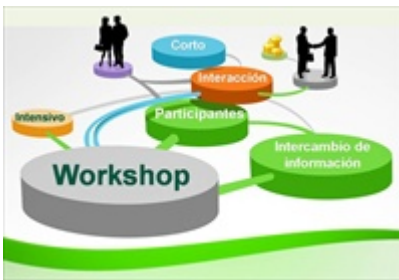 Corto
Interacción
Intensivo
Participantes
Intercambio de
información
Workshop